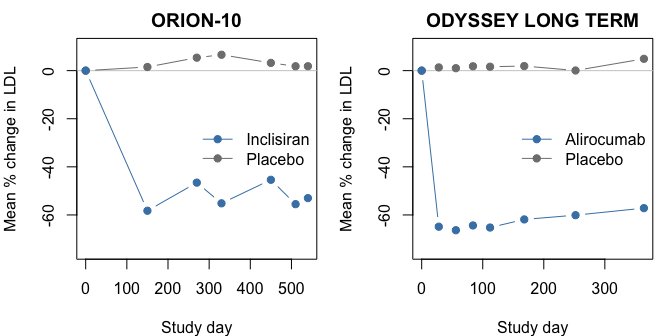 ORION-10
Mean % change in LDL
0
-20
-40
-60
Inclisiran
Placebo
0 100 200 300 400 500
Study day
ODYSSEY LONG TERM
Mean % change in LDL
0
-20
-40
-60
Alirocumab
Placebo
0 100 200 300
Study day